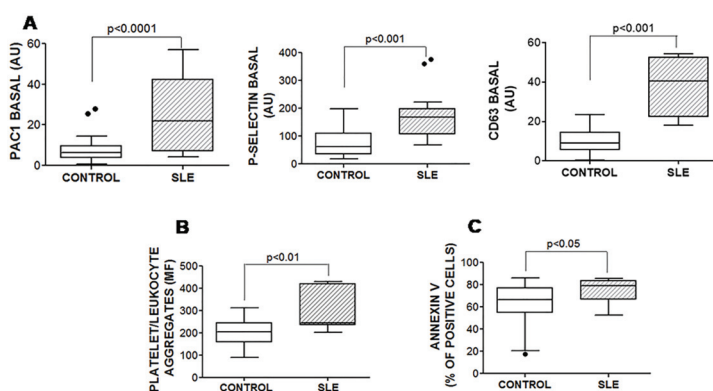 A
p<0.0001
PAC1 BASAL (AU)
60
40
20
0
CONTROL
SLE
p<0.001
P-SELECTIN BASAL
(AU)
400
300
200
100
0
CONTROL
SLE
p<0.001
CD63 BASAL
(AU)
60
40
20
0
CONTROL
SLE
B
p<0.01
PLATELET/LEUKOCYTE
AGGREGATES (MF)
500
400
300
200
100
0
CONTROL
SLE
C
p<0.05
ANNEXIN V
(% OF POSITIVE CELLS)
100
80
60
40
20
0
CONTROL
SLE